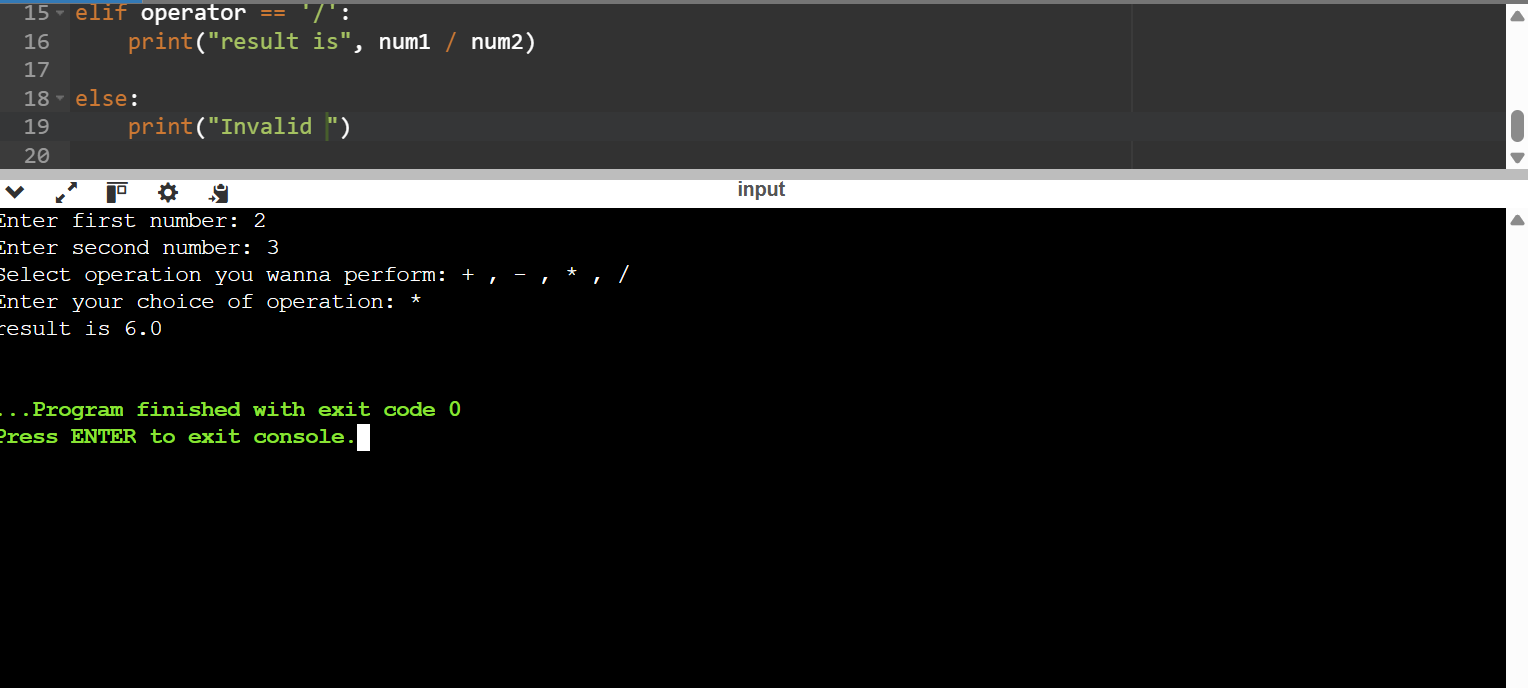 15 elif operator == '/':
16     print("result is", num1 / num2)
17
18 else:
19     print("Invalid ")
20
input
Enter first number: 2
Enter second number: 3
Select operation you wanna perform: + , - , * , /
Enter your choice of operation: *
result is 6.0
...Program finished with exit code 0
Press ENTER to exit console.